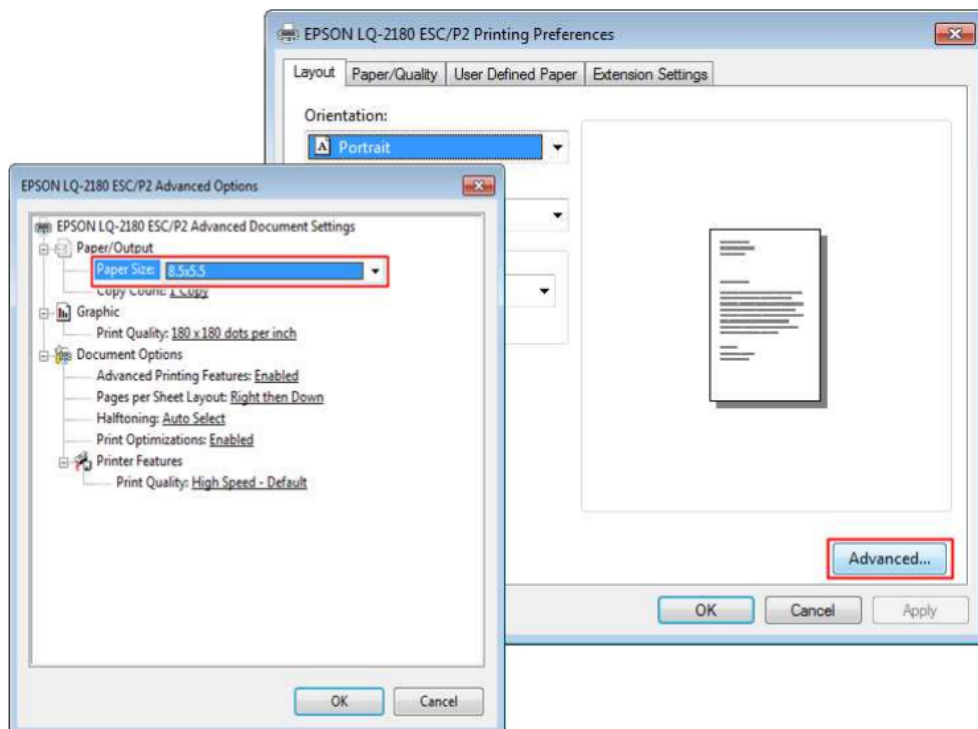 EPSON LQ-2180 ESC/P2 Printing Preferences
Layout
Paper/Quality
User Defined Paper
Extension Settings
Orientation:
Portrait
Advanced...
OK
Cancel
Apply
EPSON LQ-2180 ESC/P2 Advanced Options
EPSON LQ-2180 ESC/P2 Advanced Document Settings
Paper/Output
Paper Size: 8.5x5.5
Copy Count: 1 Copy
Graphic
Print Quality: 180 x 180 dots per inch
Document Options
Advanced Printing Features: Enabled
Pages per Sheet Layout: Right then Down
Halftoning: Auto Select
Print Optimizations: Enabled
Printer Features
Print Quality: High Speed - Default
OK
Cancel